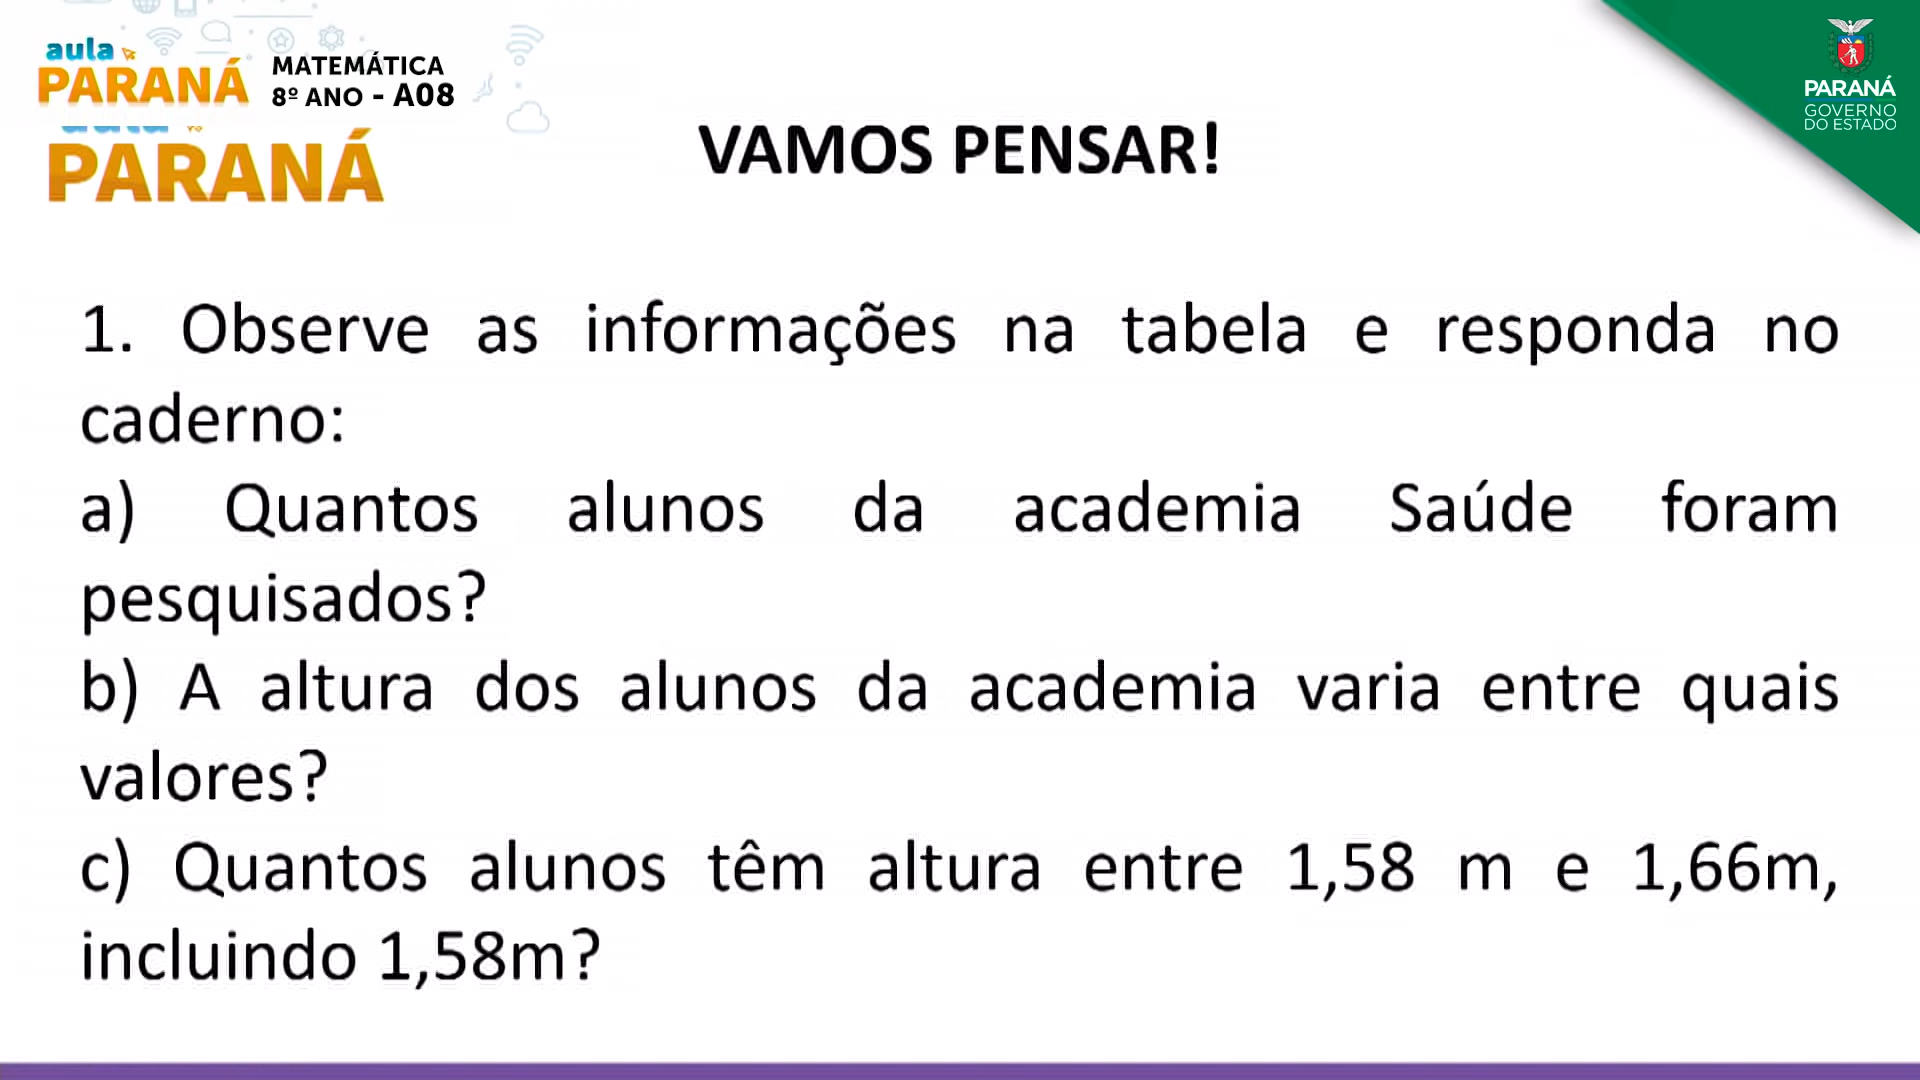 aula
PARANÁ
MATEMÁTICA
8º ANO - A08
PARANÁ
GOVERNO
DO ESTADO
aula
PARANÁ
VAMOS PENSAR!
1. Observe as informações na tabela e responda no
caderno:
a) Quantos alunos da academia Saúde foram
pesquisados?
b) A altura dos alunos da academia varia entre quais
valores?
c) Quantos alunos têm altura entre 1,58 m e 1,66m,
incluindo 1,58m?